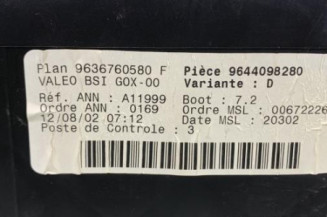 Plan 9636760580 F Pièce 9644098280
VALEO BSI GOX-00 Variante : D
Réf. ANN : A11999 Boot : 7.2
Ordre ANN : 0169 Ordre MSL : 00672226
12/08/02 07:12 Date MSL : 20302
Poste de Controle : 3